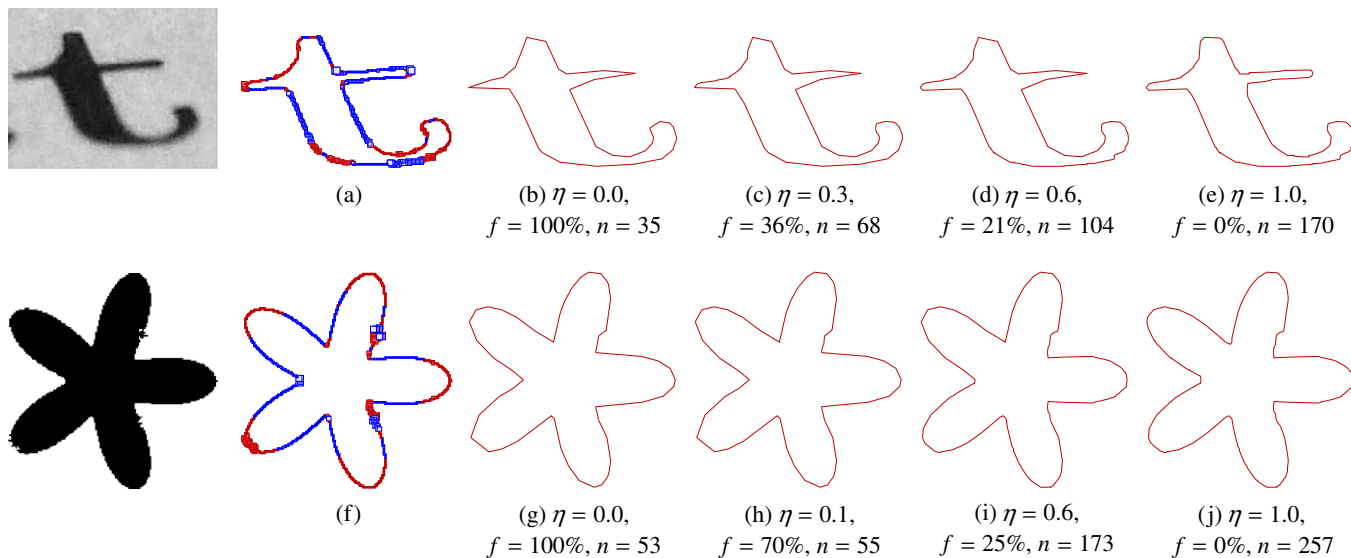 t
(a)
(b) η = 0.0,
f = 100%, n = 35
(c) η = 0.3,
f = 36%, n = 68
(d) η = 0.6,
f = 21%, n = 104
(e) η = 1.0,
f = 0%, n = 170
(f)
(g) η = 0.0,
f = 100%, n = 53
(h) η = 0.1,
f = 70%, n = 55
(i) η = 0.6,
f = 25%, n = 173
(j) η = 1.0,
f = 0%, n = 257